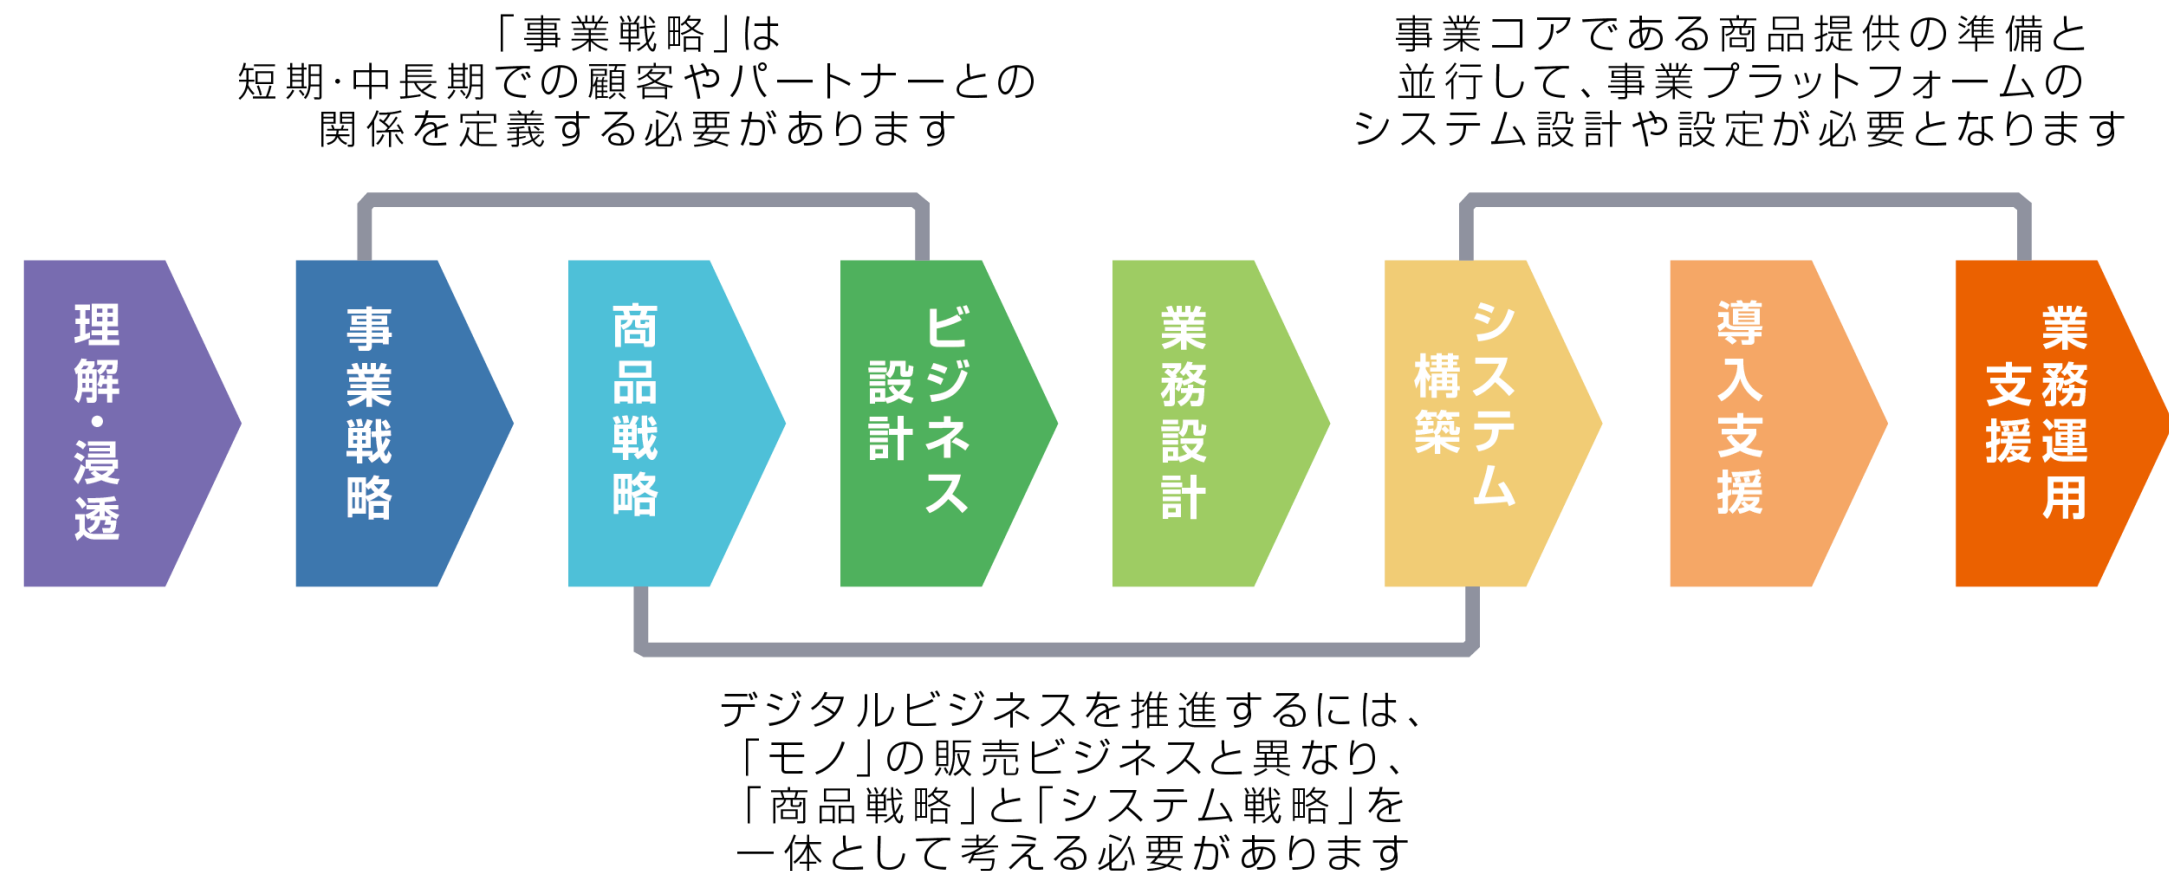 「事業戦略」は
短期・中長期での顧客やパートナーとの
関係を定義する必要があります
事業コアである商品提供の準備と
並行して、事業プラットフォームの
システム設計や設定が必要となります
理解・浸透
事業戦略
商品戦略
ビジネス
設計
業務設計
システム
構築
導入支援
業務運用
支援
デジタルビジネスを推進するには、
「モノ」の販売ビジネスと異なり、
「商品戦略」と「システム戦略」を
一体として考える必要があります